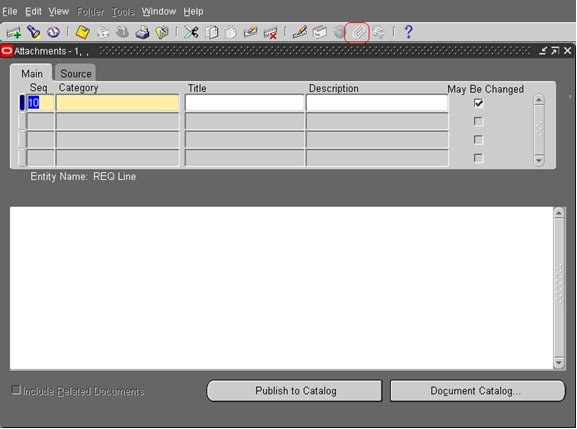 File Edit View Folder Tools Window Help
Attachments - 1, ,
Main Source
Seq Category Title Description May Be Changed
10
Entity Name: REQ Line
Include Related Documents Publish to Catalog Document Catalog...